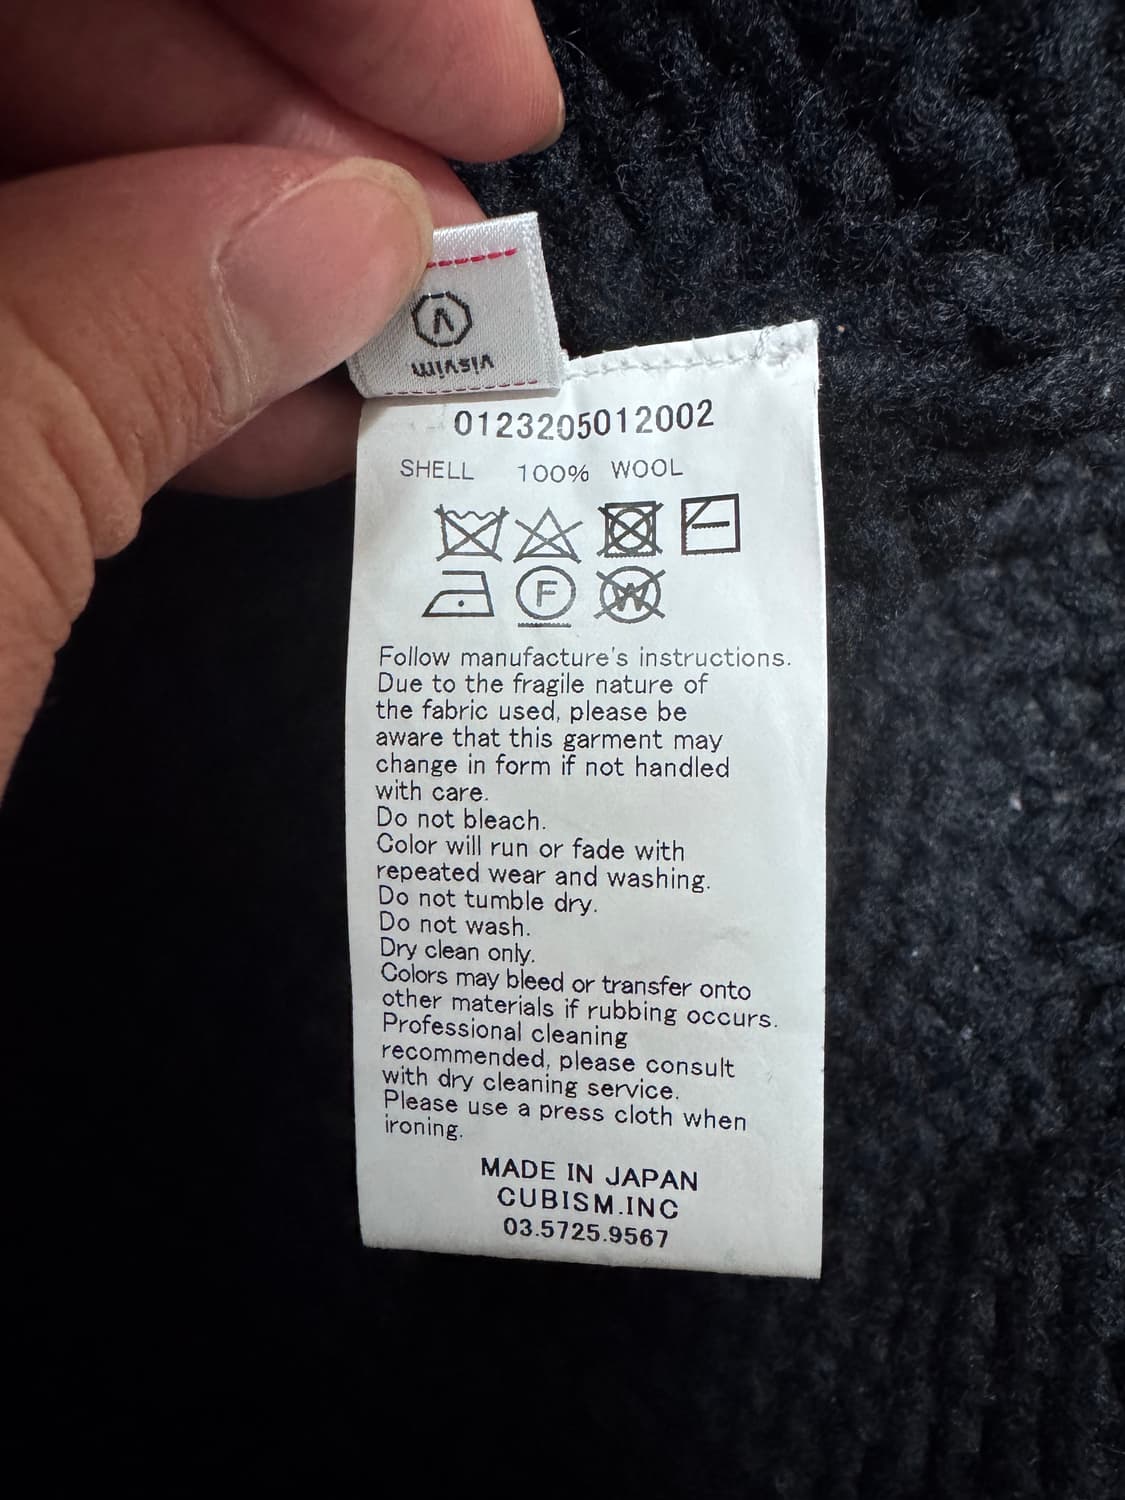 visvim
0123205012002
SHELL 100% WOOL
F
W
Follow manufacture's instructions.
Due to the fragile nature of
the fabric used, please be
aware that this garment may
change in form if not handled
with care.
Do not bleach.
Color will run or fade with
repeated wear and washing.
Do not tumble dry.
Do not wash.
Dry clean only.
Colors may bleed or transfer onto
other materials if rubbing occurs.
Professional cleaning
recommended, please consult
with dry cleaning service.
Please use a press cloth when
ironing.
MADE IN JAPAN
CUBISM.INC
03.5725.9567